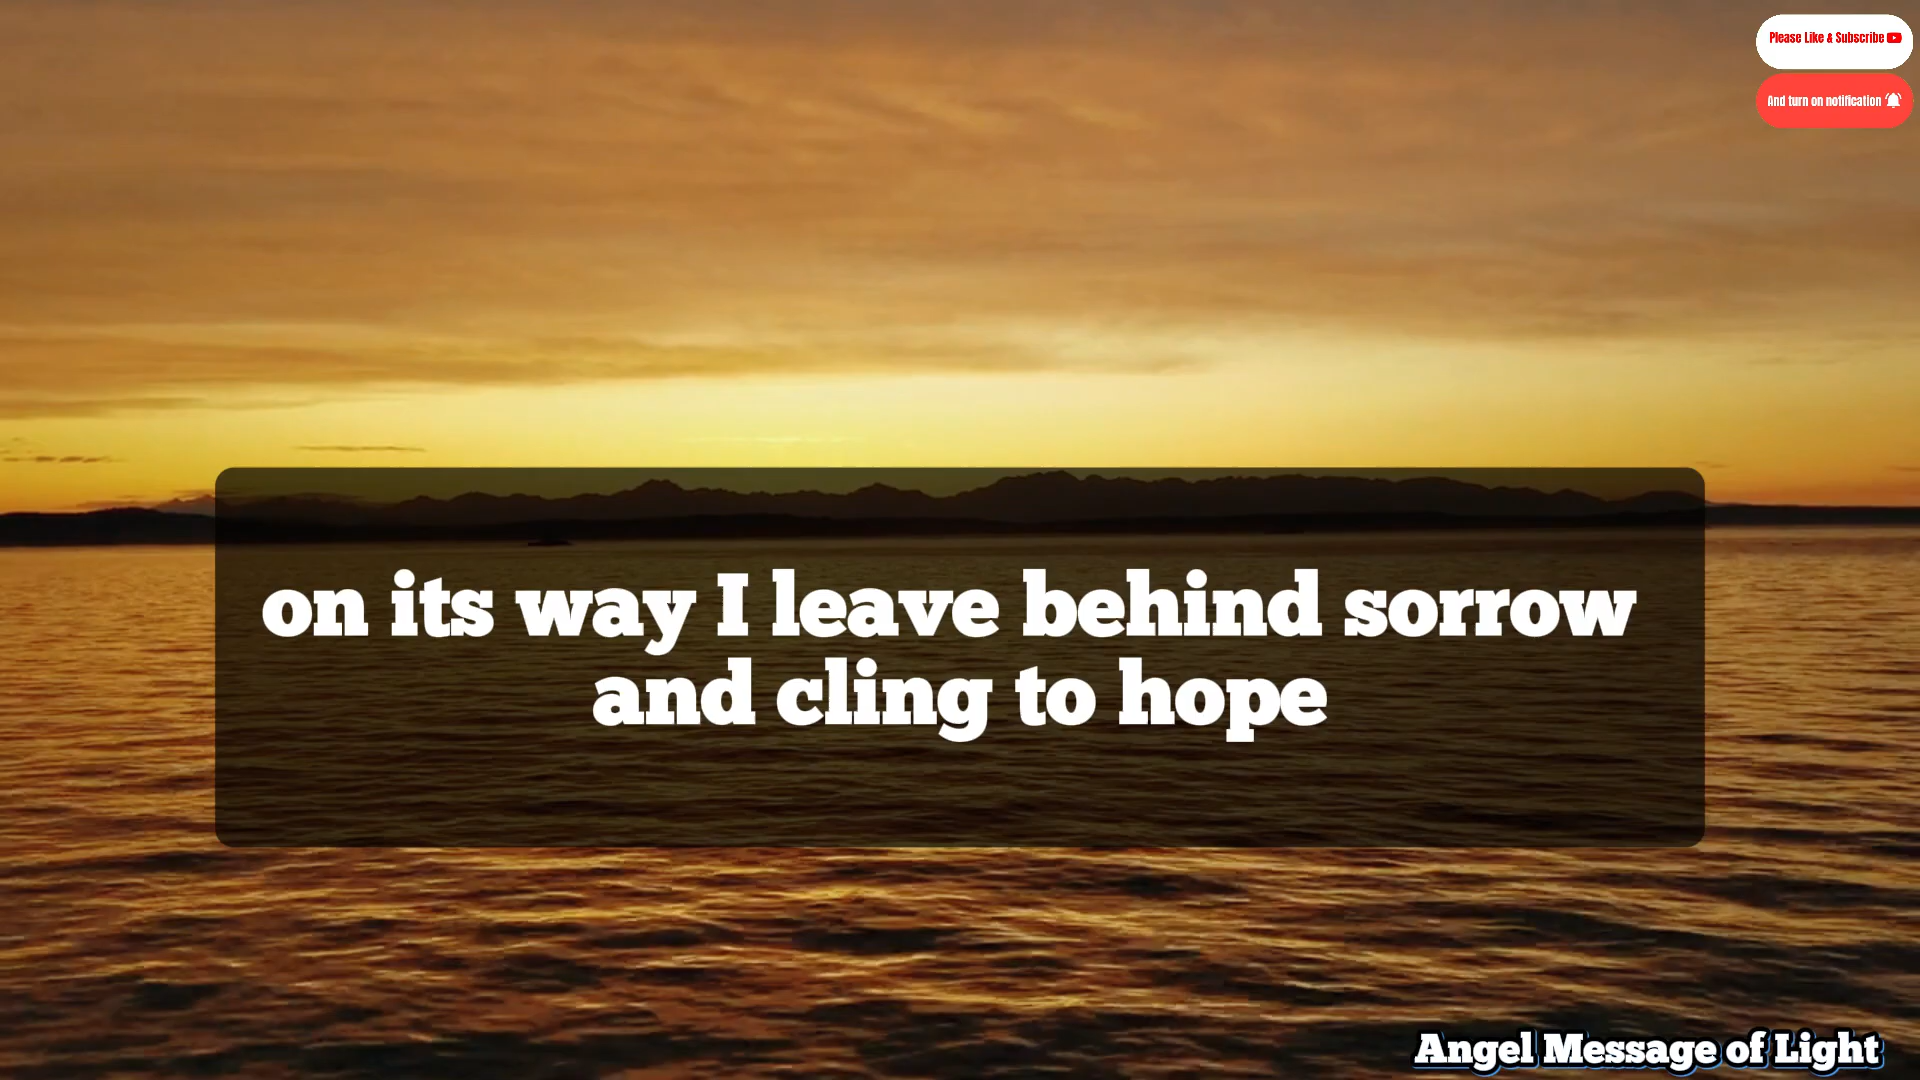 Please Like & Subscribe
And turn on notification
on its way I leave behind sorrow
and cling to hope
Angel Message of Light